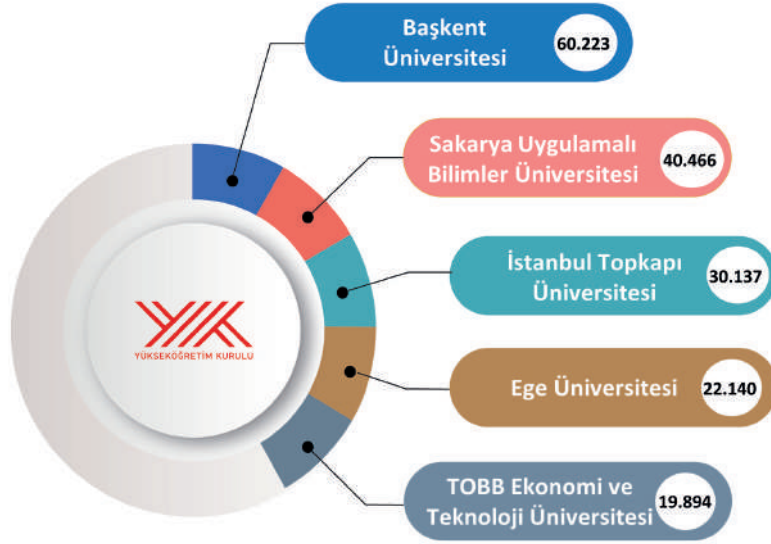 Başkent
Üniversitesi
60.223
Sakarya Uygulamalı
Bilimler Üniversitesi
40.466
İstanbul Topkapı
Üniversitesi
30.137
YÜKSEKÖĞRETİM KURULU
Ege Üniversitesi
22.140
TOBB Ekonomi ve
Teknoloji Üniversitesi
19.894